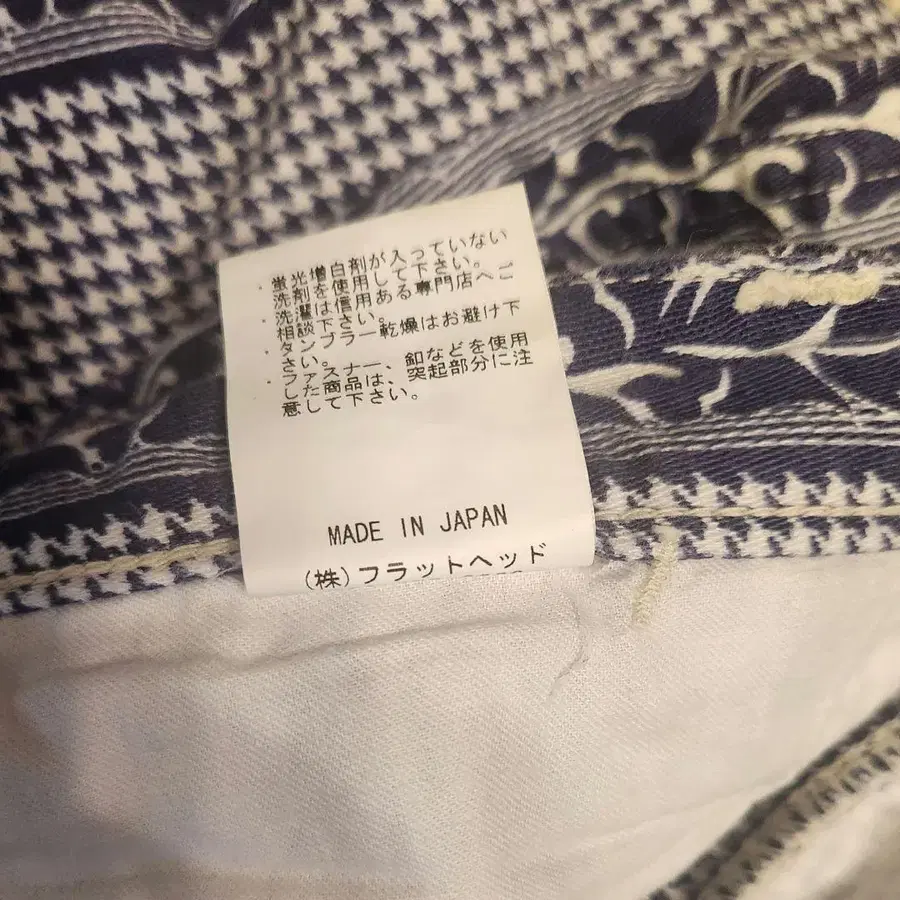 ・蛍光増白剤が入っていない
洗剤を使用して下さい。
・洗濯は信用ある専門店へご
相談下さい。
・タンブラー乾燥はお避け下
さい。
・ファスナー、釦などを使用
した商品は、突起部分に注
意して下さい。
MADE IN JAPAN
(株)フラットヘッド